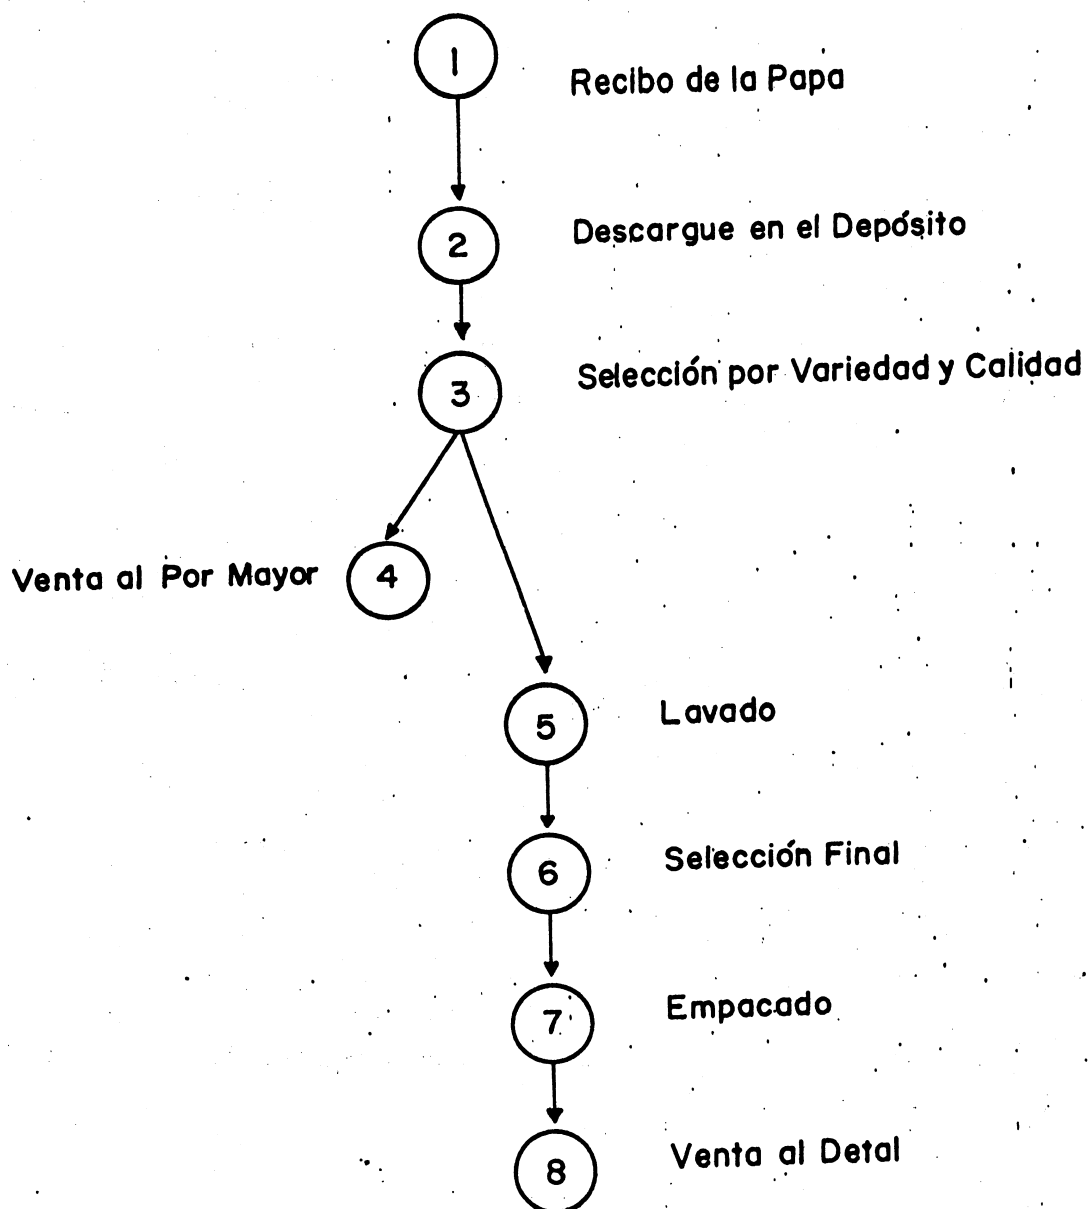 1
Recibo de la Papa
2
Descargue en el Depósito
3
Selección por Variedad y Calidad
Venta al Por Mayor
4
5
Lavado
6
Selección Final
7
Empacado
8
Venta al Detal